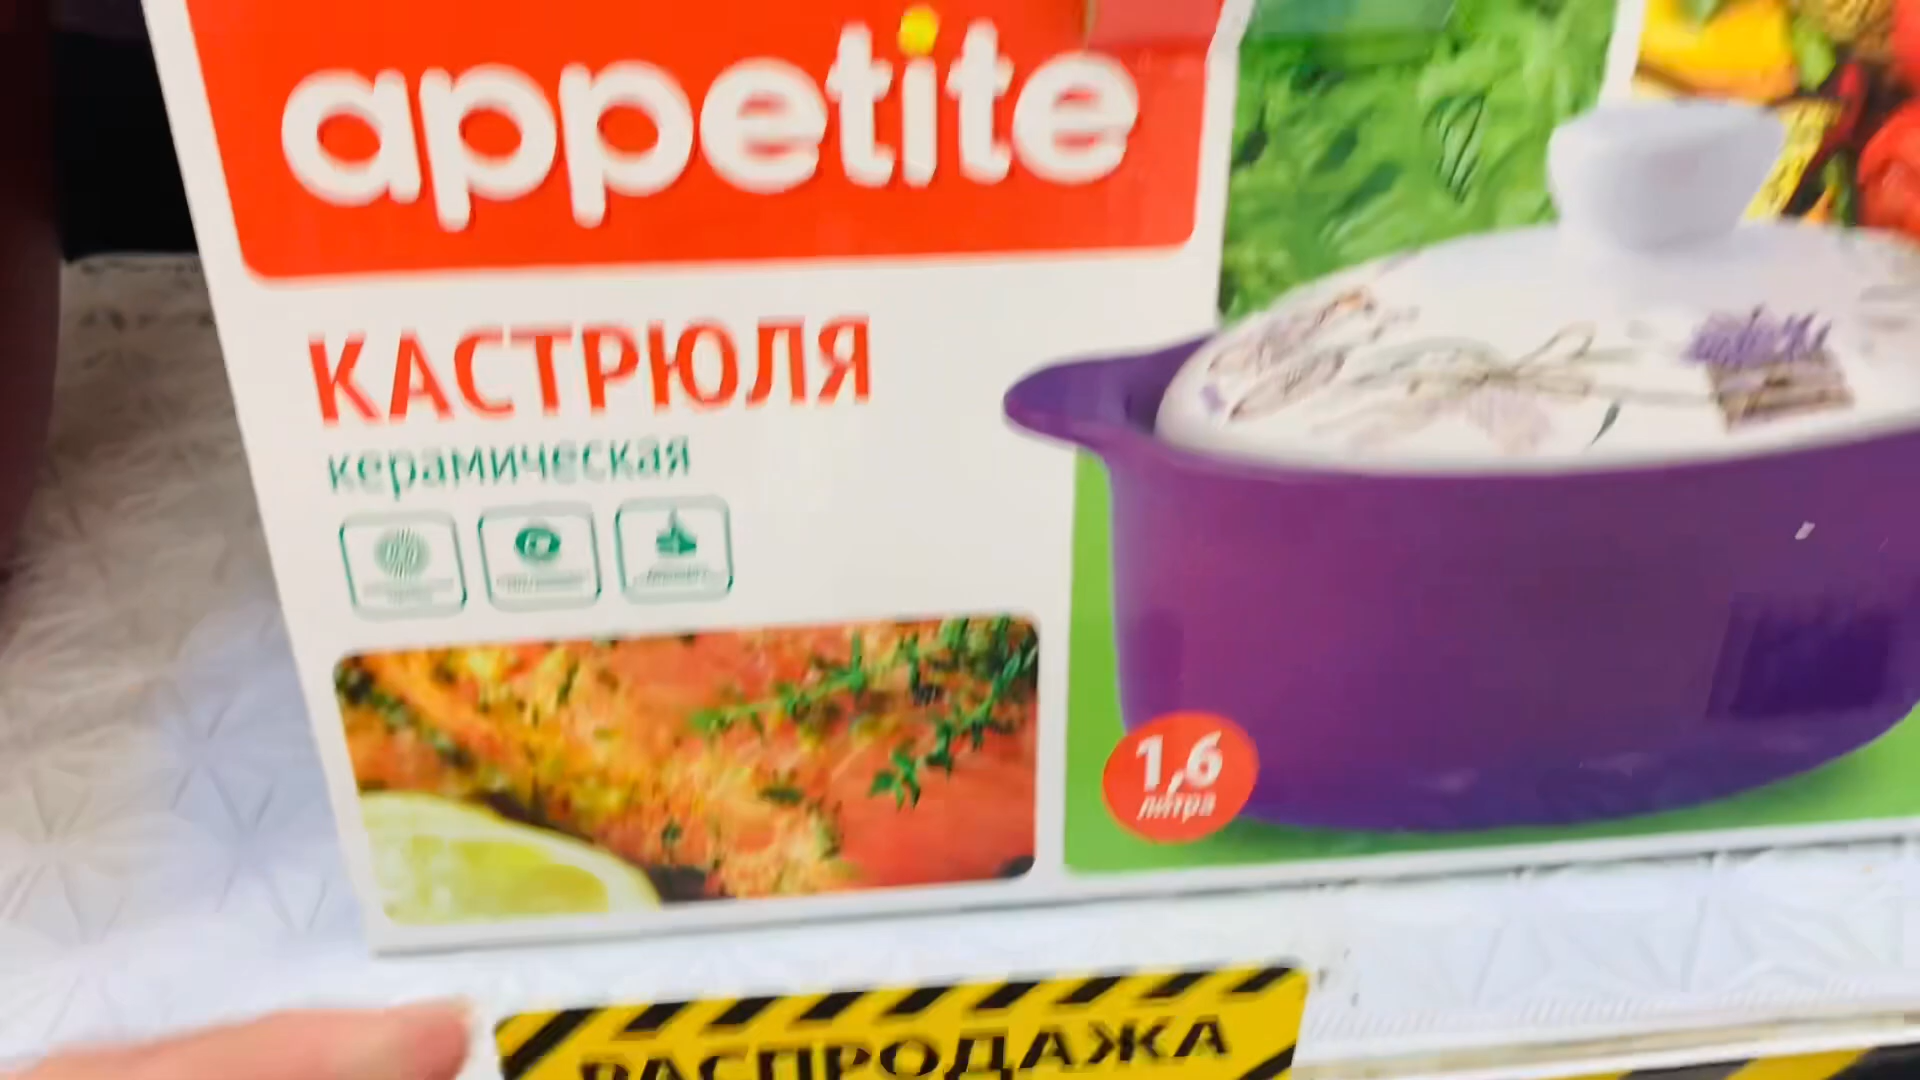 appetite
КАСТРЮЛЯ
керамическая
1,6
литра
РАСПРОДАЖА